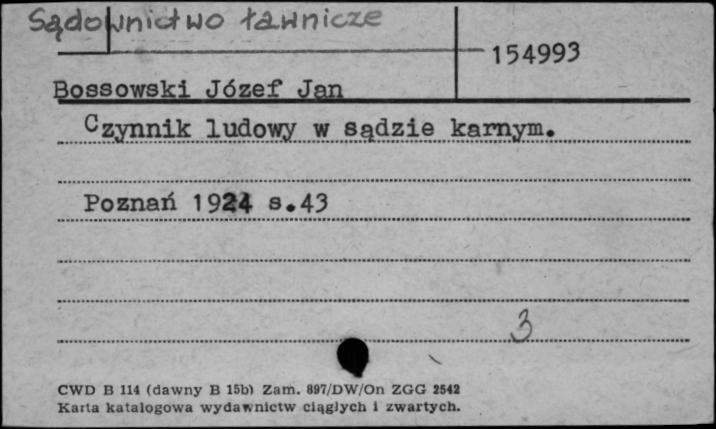 Sądownictwo ławnicze
154993
Bossowski Józef Jan
Czynnik ludowy w sądzie karnym.
Poznań 1924 s.43
3
CWD B 114 (dawny B 15b) Zam. 897/DW/On ZGG 2542
Karta katalogowa wydawnictw ciągłych i zwartych.